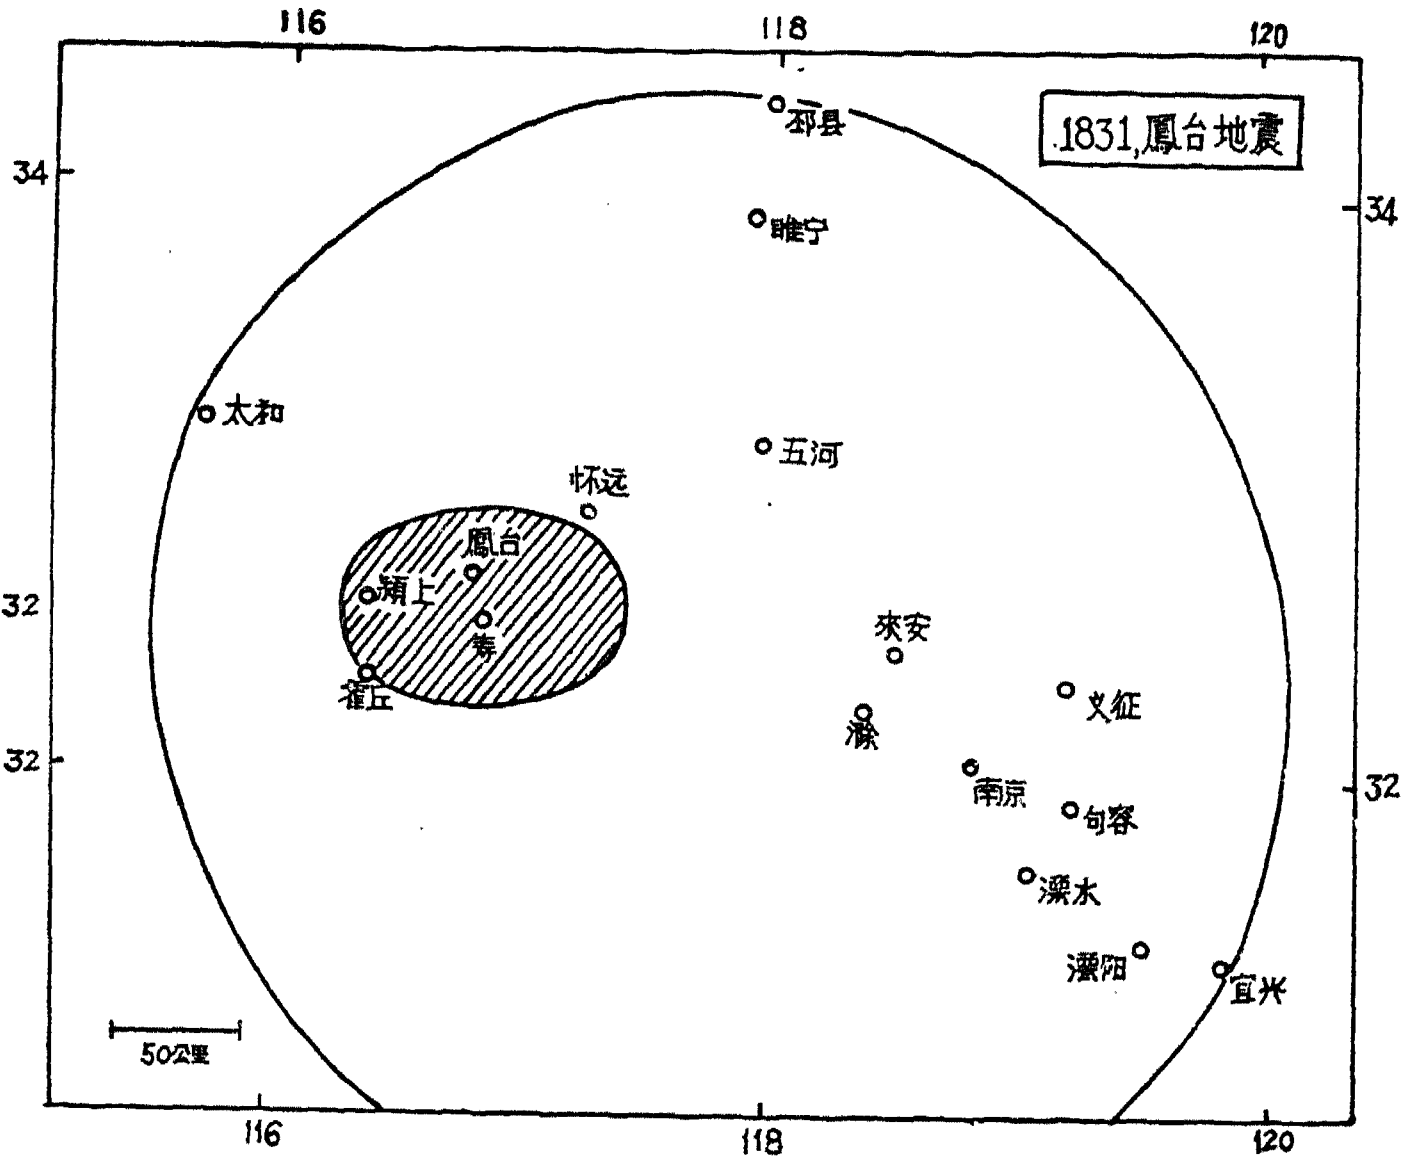 116
118
120
1831,鳳台地震
邳县
34
34
睢宁
太和
五河
怀远
鳳台
潁上
32
寿
來安
霍丘
义征
滁
32
南京
32
句容
溧水
溧阳
宜兴
50公里
116
118
120